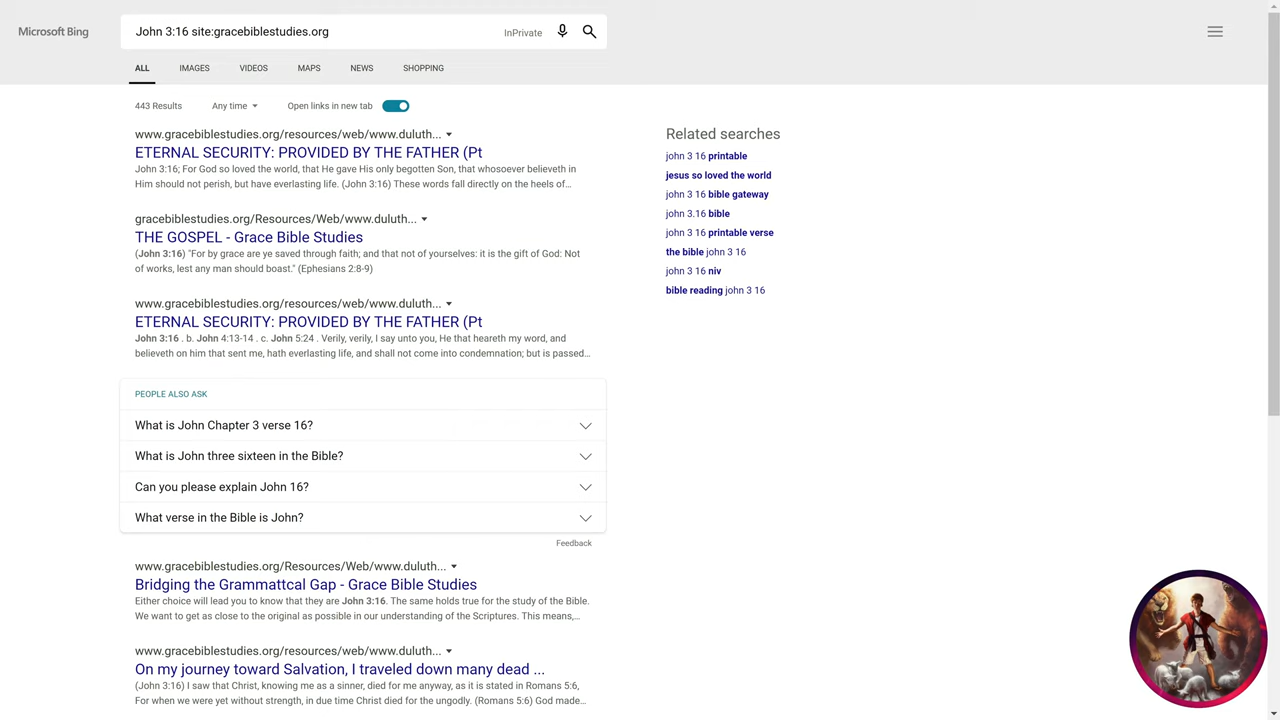 Microsoft Bing
John 3:16 site:gracebiblestudies.org
InPrivate
ALL IMAGES VIDEOS MAPS NEWS SHOPPING
443 Results Any time Open links in new tab
www.gracebiblestudies.org/resources/web/www.duluth...
ETERNAL SECURITY: PROVIDED BY THE FATHER (Pt
John 3:16; For God so loved the world, that He gave His only begotten Son, that whosoever believeth in
Him should not perish, but have everlasting life. (John 3:16) These words fall directly on the heels of...
gracebiblestudies.org/Resources/Web/www.duluth...
THE GOSPEL - Grace Bible Studies
(John 3:16) "For by grace are ye saved through faith; and that not of yourselves: it is the gift of God: Not
of works, lest any man should boast." (Ephesians 2:8-9)
www.gracebiblestudies.org/resources/web/www.duluth...
ETERNAL SECURITY: PROVIDED BY THE FATHER (Pt
John 3:16 . b. John 4:13-14 . c. John 5:24 . Verily, verily, I say unto you, He that heareth my word, and
believeth on him that sent me, hath everlasting life, and shall not come into condemnation; but is passed...
PEOPLE ALSO ASK
What is John Chapter 3 verse 16?
What is John three sixteen in the Bible?
Can you please explain John 16?
What verse in the Bible is John?
Feedback
www.gracebiblestudies.org/Resources/Web/www.duluth...
Bridging the Grammattcal Gap - Grace Bible Studies
Either choice will lead you to know that they are John 3:16. The same holds true for the study of the Bible.
We want to get as close to the original as possible in our understanding of the Scriptures. This means,...
www.gracebiblestudies.org/resources/web/www.duluth...
On my journey toward Salvation, I traveled down many dead ...
(John 3:16) I saw that Christ, knowing me as a sinner, died for me anyway, as it is stated in Romans 5:6,
For when we were yet without strength, in due time Christ died for the ungodly. (Romans 5:6) God made...
Related searches
john 3 16 printable
jesus so loved the world
john 3 16 bible gateway
john 3.16 bible
john 3 16 printable verse
the bible john 3 16
john 3 16 niv
bible reading john 3 16